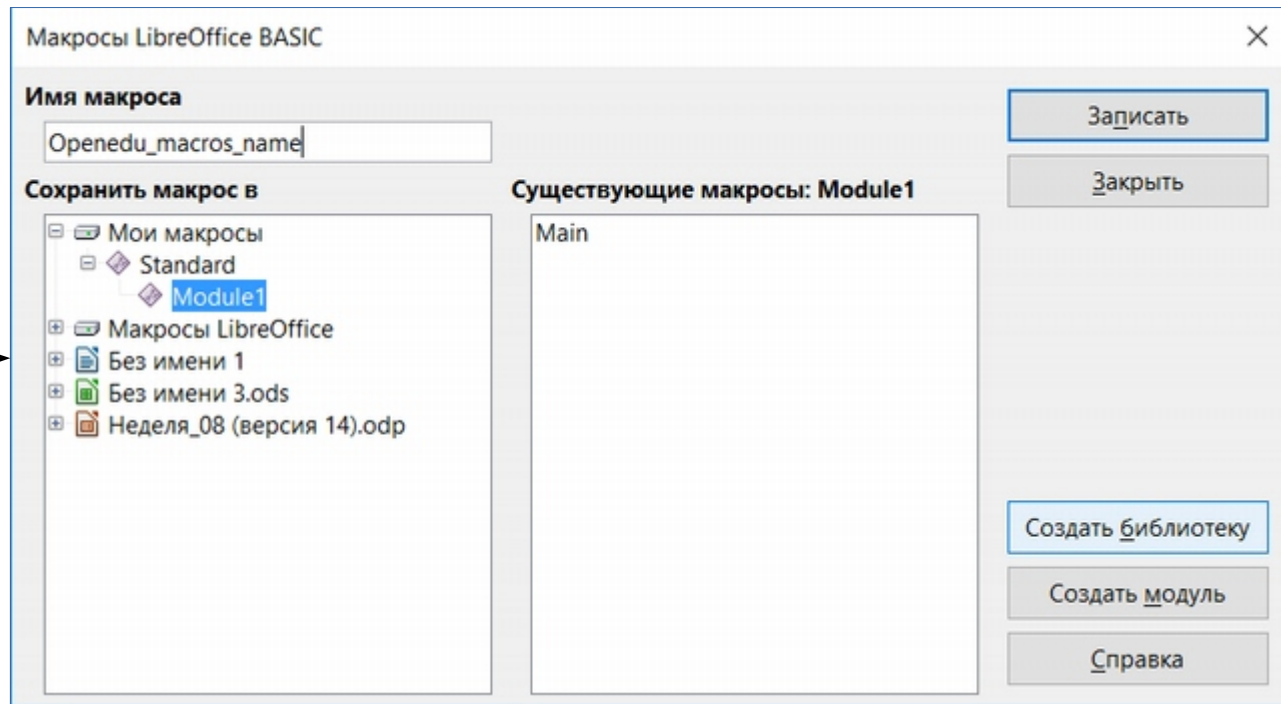 Макросы LibreOffice BASIC
Имя макроса
Openedu_macros_name
Записать
Закрыть
Сохранить макрос в
Существующие макросы: Module1
Мои макросы
Standard
Module1
Макросы LibreOffice
Без имени 1
Без имени 3.ods
Неделя_08 (версия 14).odp
Main
Создать библиотеку
Создать модуль
Справка